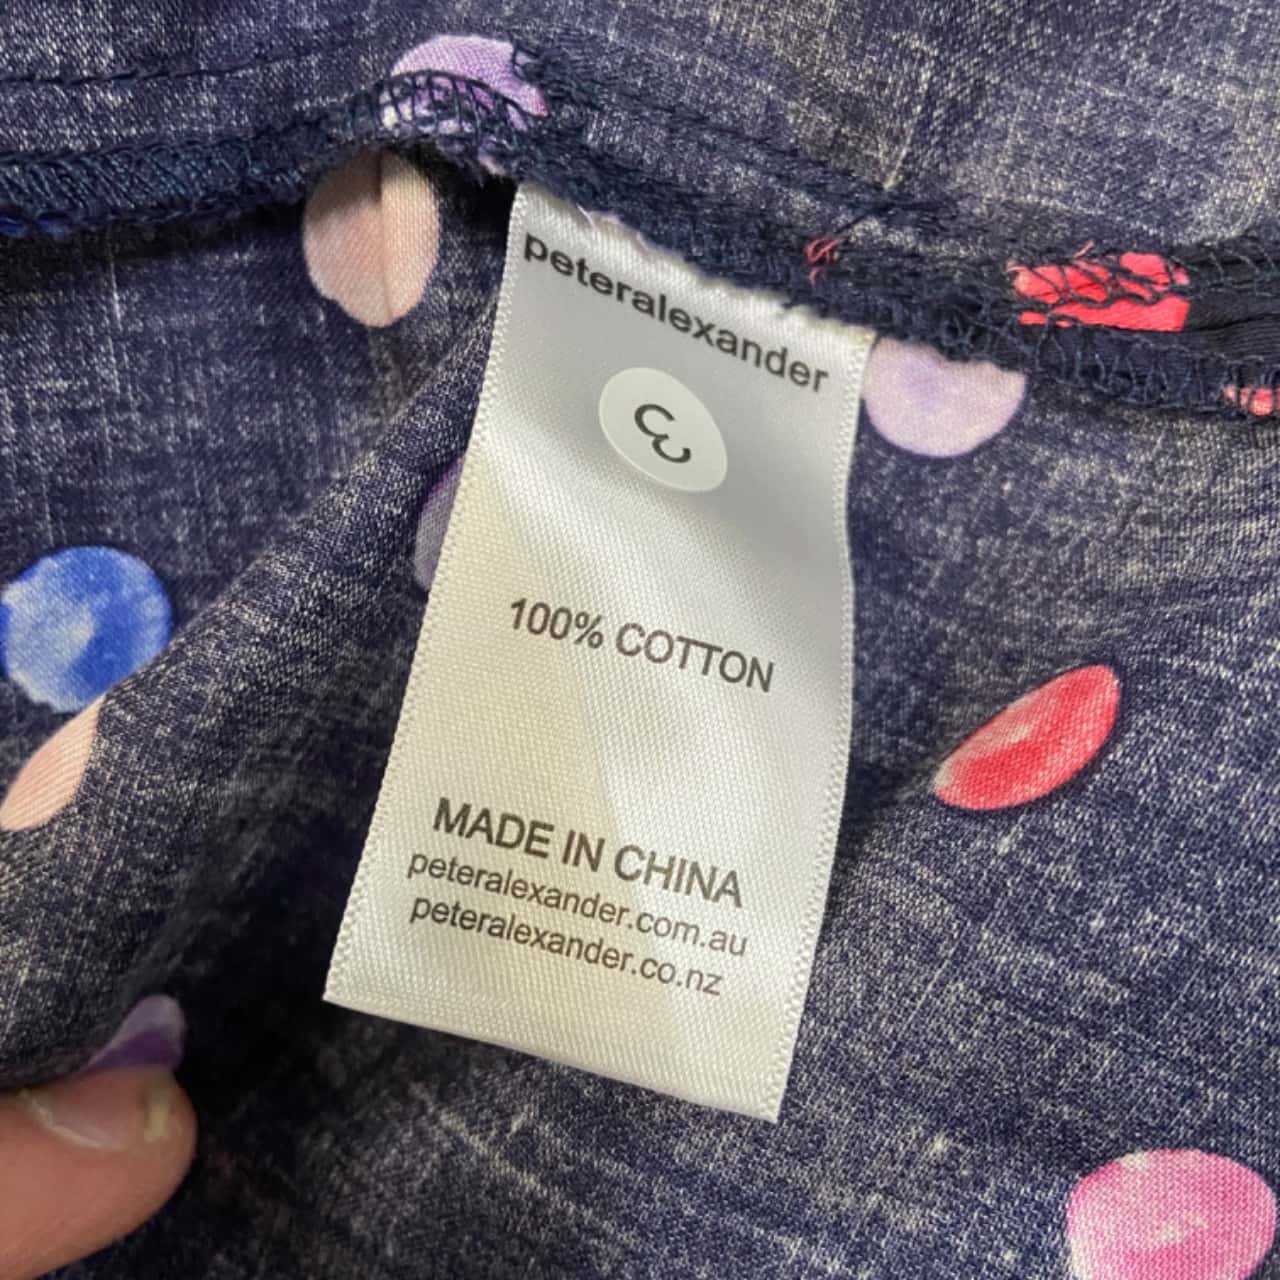 peteralexander
3
100% COTTON
MADE IN CHINA
peteralexander.com.au
peteralexander.co.nz